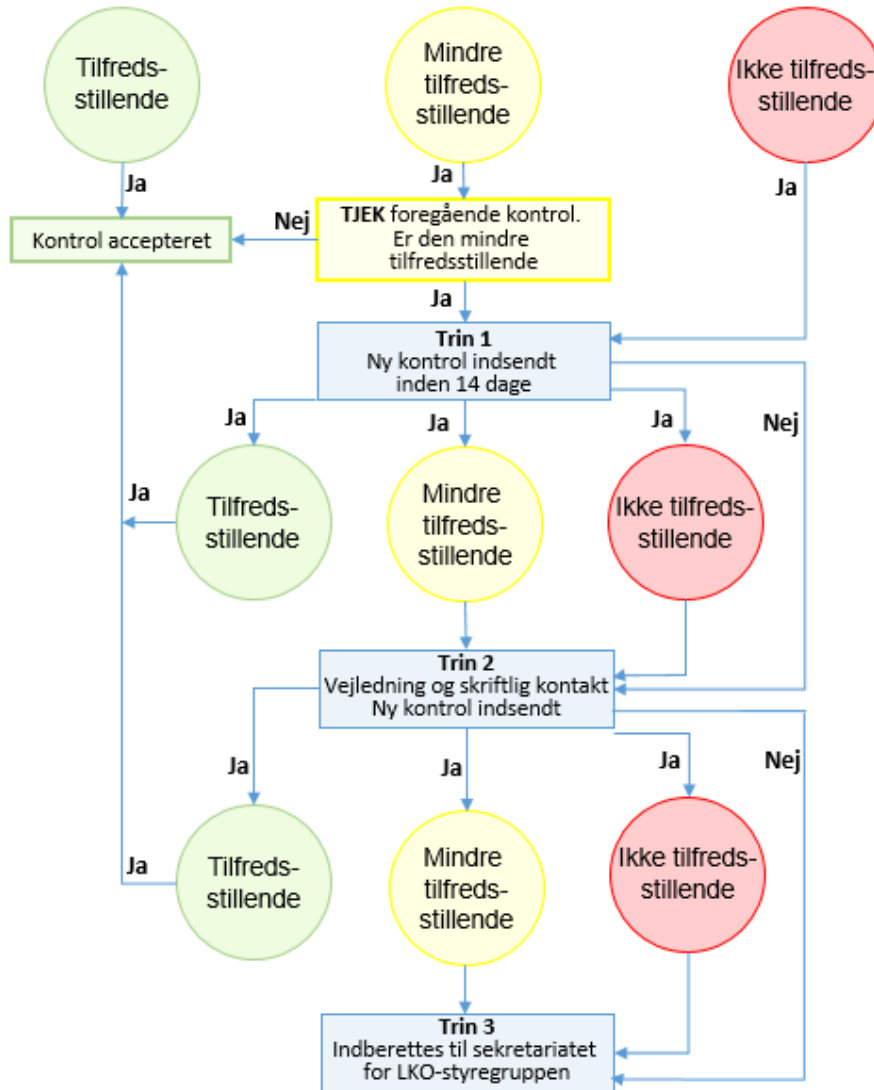 Tilfreds-
stillende
Mindre
tilfreds-
stillende
Ikke tilfreds-
stillende
Ja
Ja
Ja
Kontrol accepteret
Nej
TJEK foregående kontrol.
Er den mindre
tilfredsstillende
Ja
Trin 1
Ny kontrol indsendt
inden 14 dage
Ja
Ja
Ja
Nej
Ja
Tilfreds-
stillende
Mindre
tilfreds-
stillende
Ikke tilfreds-
stillende
Trin 2
Vejledning og skriftlig kontakt
Ny kontrol indsendt
Ja
Ja
Ja
Nej
Ja
Tilfreds-
stillende
Mindre
tilfreds-
stillende
Ikke tilfreds-
stillende
Trin 3
Indberettes til sekretariatet
for LKO-styregruppen